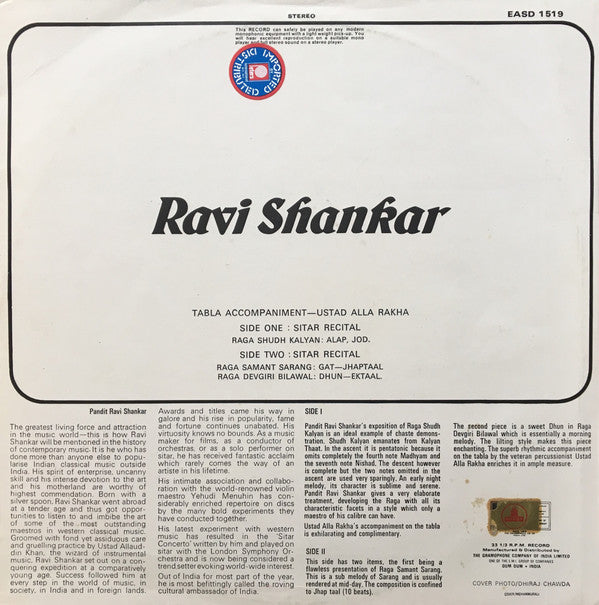 STEREO
EASD 1519
This RECORD can safely be played on any modern
monophonic equipment with a light weight pick-up. You
will hear excellent reproduction on a suitable mono
player and full stereo sound on a stereo player.
IMPORTED
Ravi Shankar
TABLA ACCOMPANIMENT—USTAD ALLA RAKHA
SIDE ONE : SITAR RECITAL
RAGA SHUDH KALYAN: ALAP, JOD.
SIDE TWO : SITAR RECITAL
RAGA SAMANT SARANG: GAT—JHAPTAAL
RAGA DEVGIRI BILAWAL: DHUN—EKTAAL.
Pandit Ravi Shankar
The greatest living force and attraction
in the music world—this is how Ravi
Shankar will be mentioned in the history
of contemporary music. It is he who has
done more than anyone else to popu-
larise Indian classical music outside
India. His spirit of enterprise, uncanny
skill and his intense devotion to the art
and his motherland are worthy of
highest commendation. Born with a
silver spoon, Ravi Shankar went abroad
at a tender age and thus got oppor-
tunities to listen to and imbibe the art
of some of the most outstanding
maestros in western classical music.
Groomed with fond yet assiduous care
and gruelling practice by Ustad Allaud-
din Khan, the wizard of instrumental
music, Ravi Shankar set out on a con-
quering expedition at a comparatively
young age. Success followed him at
every step in the world of music, in
society, in India and in foreign lands.
Awards and titles came his way in
galore and his rise in popularity, fame
and fortune continues unabated. His
virtuosity knows no bounds. As a music
maker for films, as a conductor of
orchestras, or as a solo performer on
sitar, he has received fantastic acclaim
which rarely comes the way of an
artiste in his lifetime.
His intimate association and collabo-
ration with the renowned violin
maestro Yehudi Menuhin has con-
siderably enriched repertoire on discs
by the many bold experiments they
have conducted together.
His latest experiment with western
music has resulted in the 'Sitar
Concerto' written by him and played on
sitar with the London Symphony Or-
chestra and is now being considered a
trend setter evoking world-wide interest.
Out of India for most part of the year,
he is most befittingly called the roving
cultural ambassador of India.
SIDE I
Pandit Ravi Shankar's exposition of Raga Shudh
Kalyan is an ideal example of chaste demonstra-
tion. Shudh Kalyan emanates from Kalyan
Thaat. In the ascent it is pentatonic because it
omits completely the fourth note Madhyam and
the seventh note Nishad. The descent however
is complete but the two notes omitted in the
ascent are used very sparingly. An early night
melody, its character is sublime and serene.
Pandit Ravi Shankar gives a very elaborate
treatment, developing the Raga with all its
characteristic facets in a style which only a
maestro of his calibre can have.
Ustad Alla Rakha's accompaniment on the tabla
is exhilarating and complimentary.
SIDE II
This side has two items, the first being a
flawless presentation of Raga Samant Sarang.
This is a sub melody of Sarang and is usually
rendered at mid-day. The composition is confined
to Jhap taal (10 beats).
The second piece is a sweet Dhun in Raga
Devgiri Bilawal which is essentially a morning
melody. The lilting style makes this piece
enchanting. The superb rhythmic accompaniment
on the tabla by the veteran percussionist Ustad
Alla Rakha enriches it in ample measure.
33 1/3 R.P.M. RECORD
Manufactured & Distributed by
THE GRAMOPHONE COMPANY OF INDIA LIMITED
ONE OF THE E.M.I. GROUP OF COMPANIES
DUM DUM • INDIA
COVER PHOTO/DHIRAJ CHAWDA